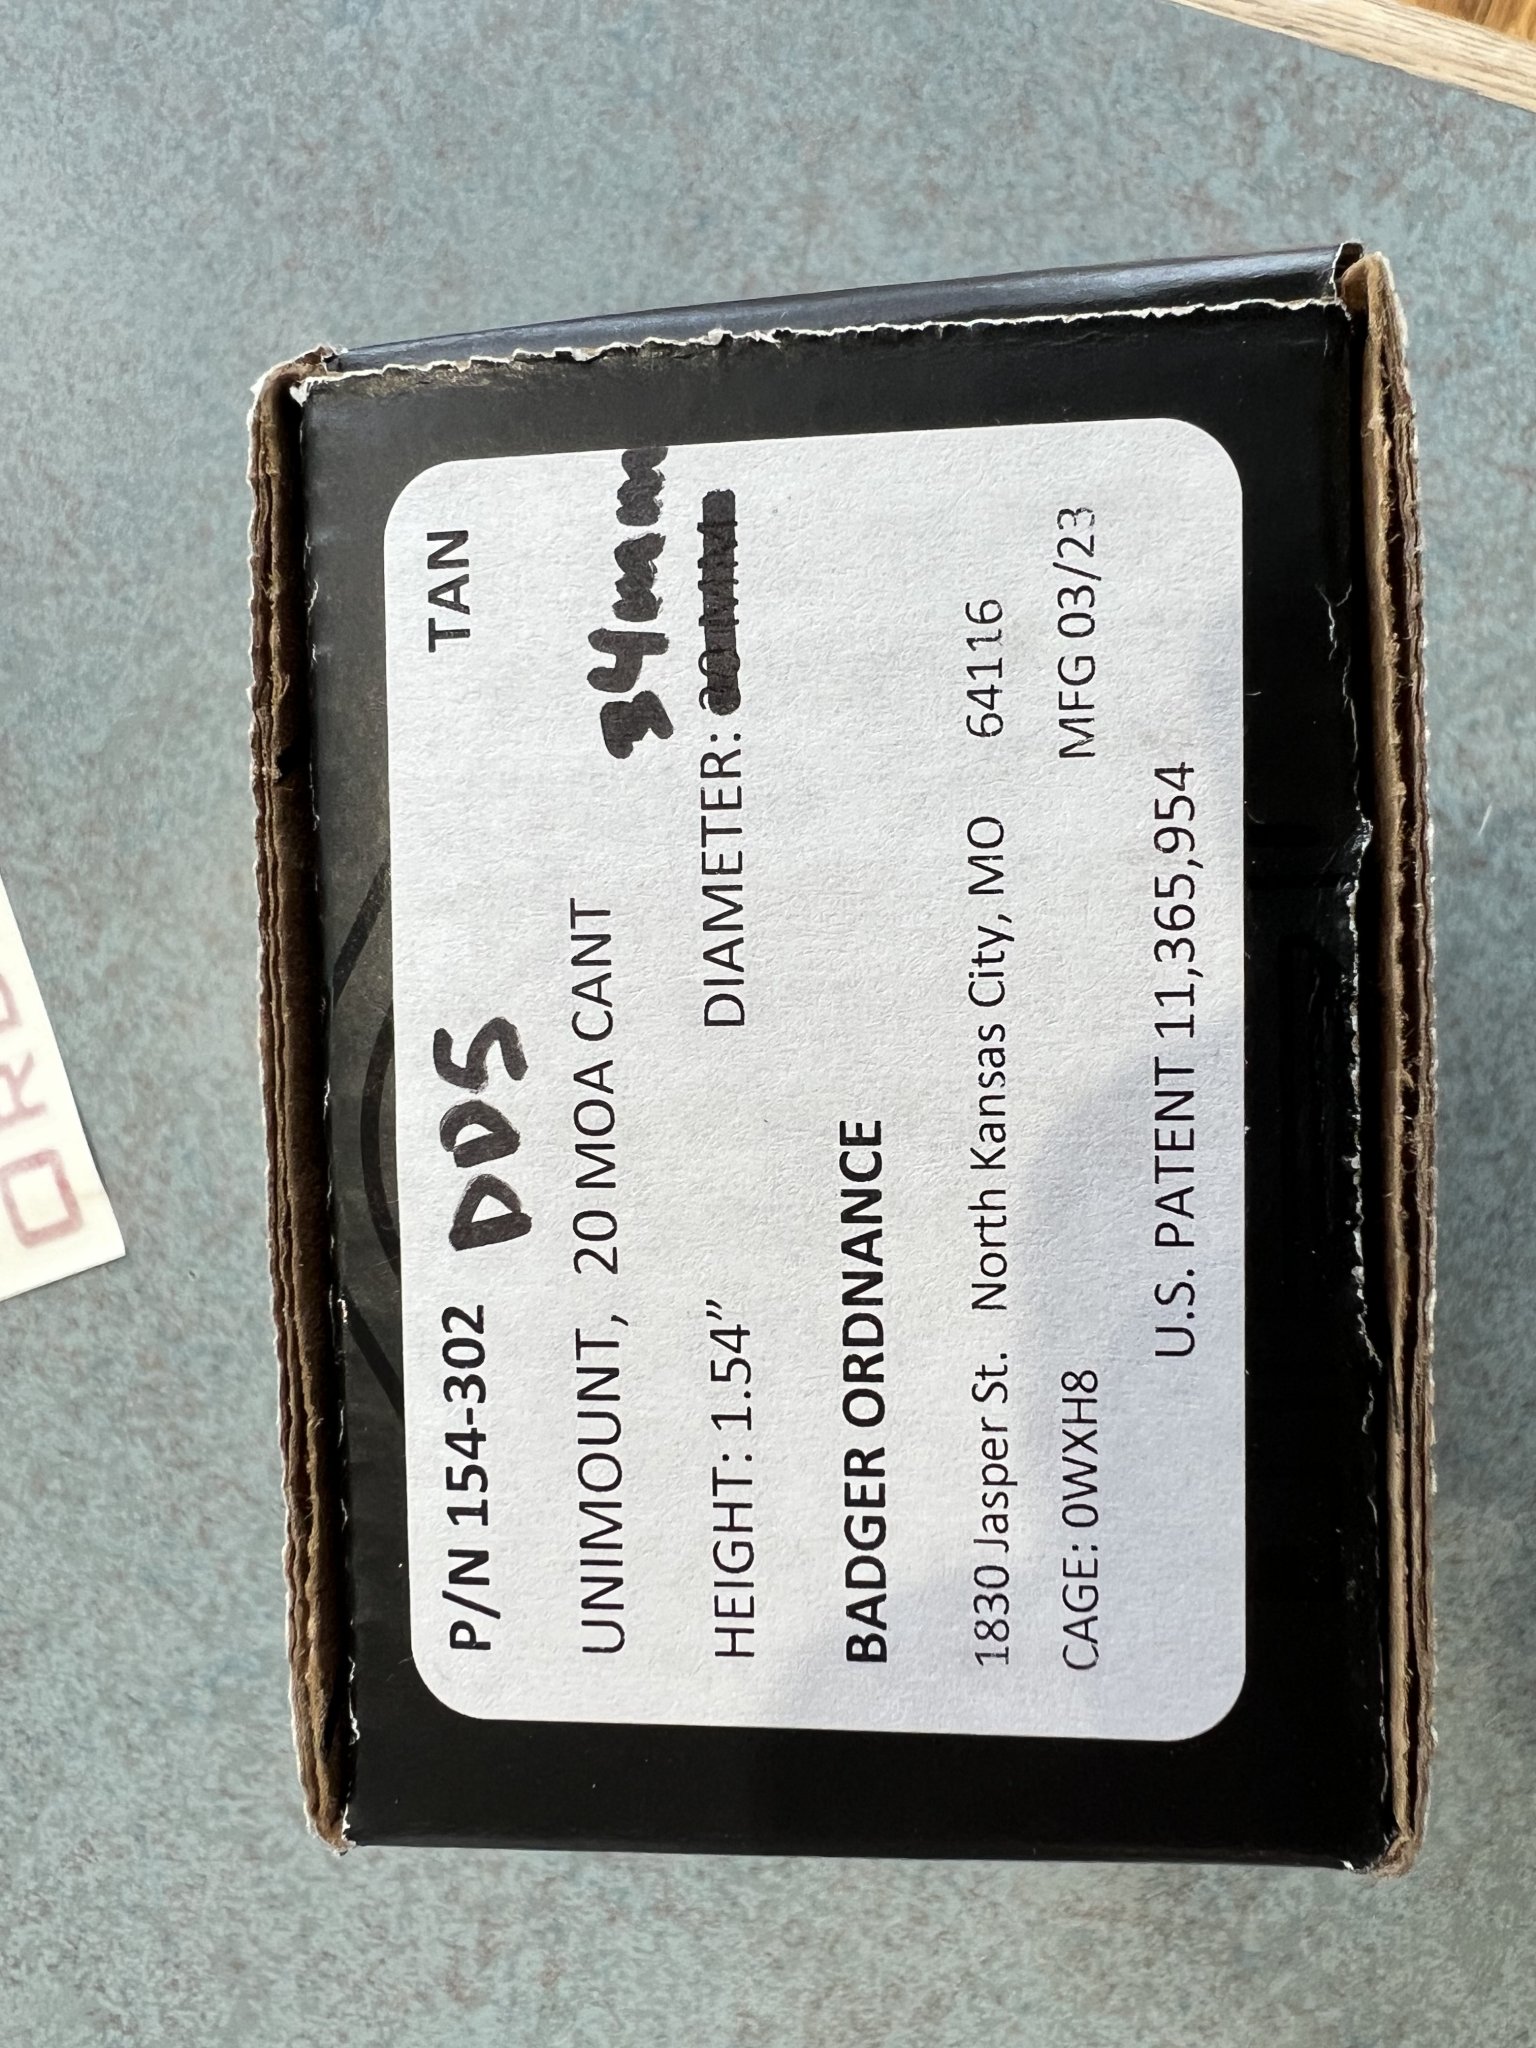 P/N 154-302 DDS TAN
UNIMOUNT, 20 MOA CANT
34mm
HEIGHT: 1.54” DIAMETER:
BADGER ORDNANCE
1830 Jasper St. North Kansas City, MO 64116
CAGE: 0WXH8 MFG 03/23
U.S. PATENT 11,365,954